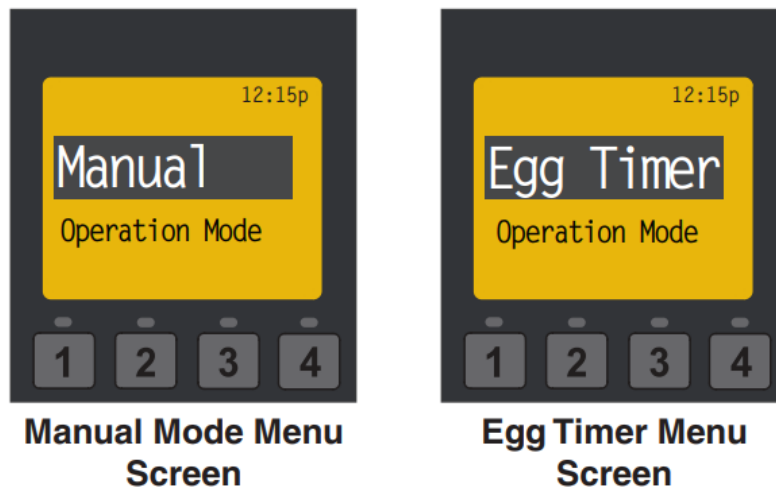 12:15p
Manual
Operation Mode
1 2 3 4
Manual Mode Menu
Screen
12:15p
Egg Timer
Operation Mode
1 2 3 4
Egg Timer Menu
Screen